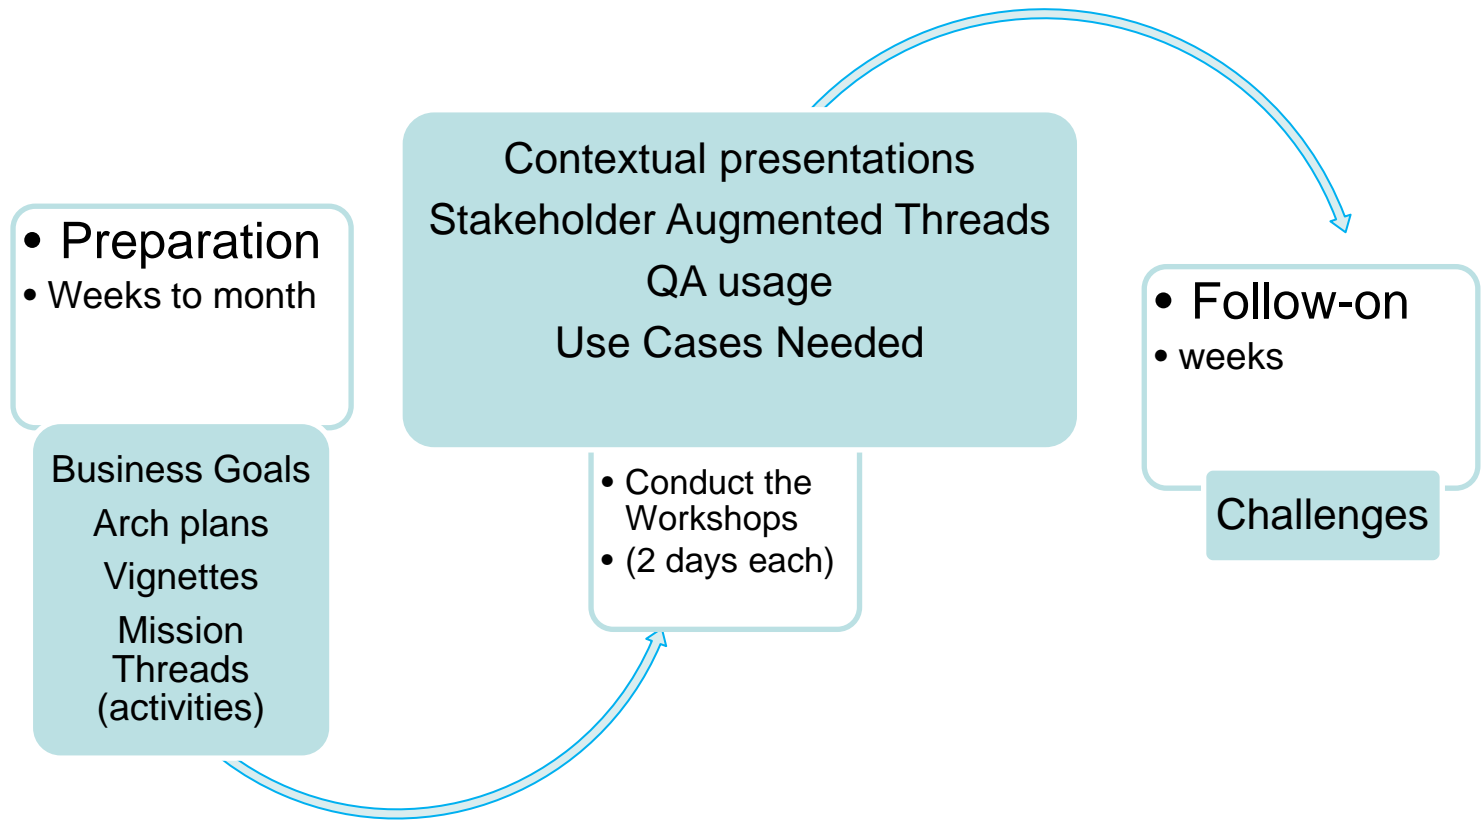 • Preparation
• Weeks to month
Business Goals
Arch plans
Vignettes
Mission
Threads
(activities)
Contextual presentations
Stakeholder Augmented Threads
QA usage
Use Cases Needed
• Conduct the
Workshops
• (2 days each)
• Follow-on
• weeks
Challenges